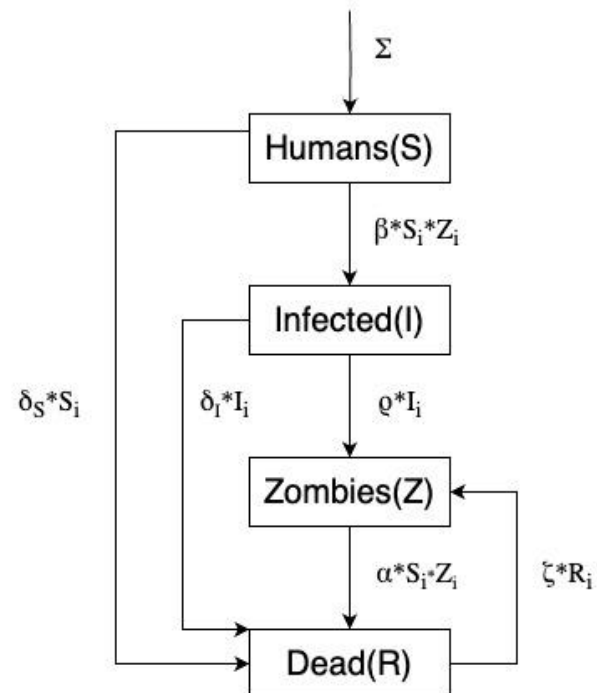 Σ
Humans(S)
β*Sᵢ*Zᵢ
Infected(I)
δS*Sᵢ
δI*Iᵢ
ϱ*Iᵢ
Zombies(Z)
α*Sᵢ*Zᵢ
ζ*Rᵢ
Dead(R)